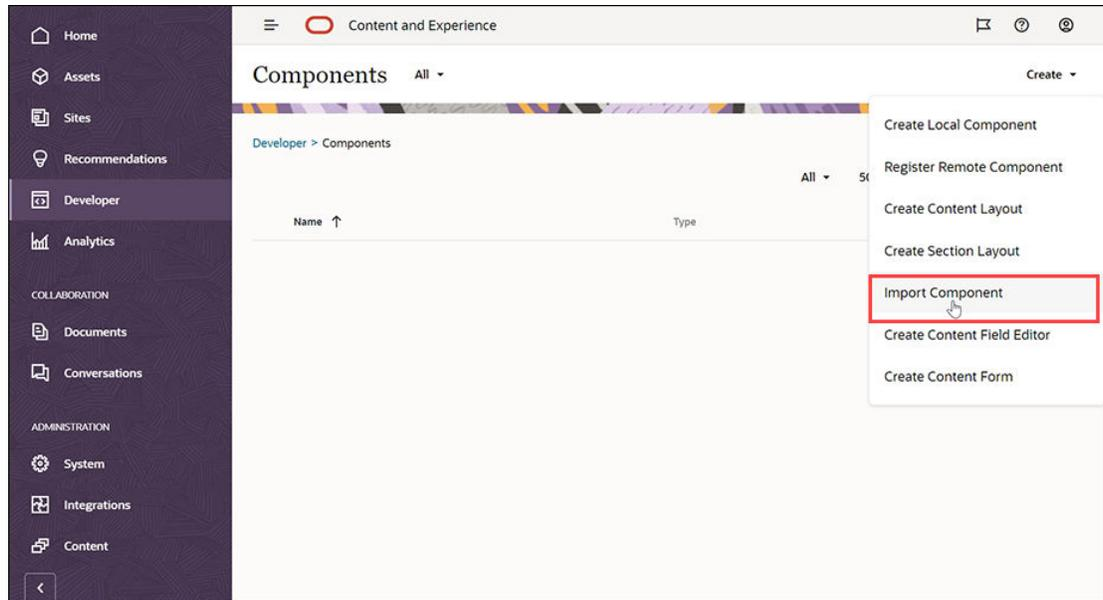 Home
Assets
Sites
Recommendations
Developer
Analytics
COLLABORATION
Documents
Conversations
ADMINISTRATION
System
Integrations
Content
Content and Experience
Components All
Create
Developer > Components
All 50
Name Type
Create Local Component
Register Remote Component
Create Content Layout
Create Section Layout
Import Component
Create Content Field Editor
Create Content Form